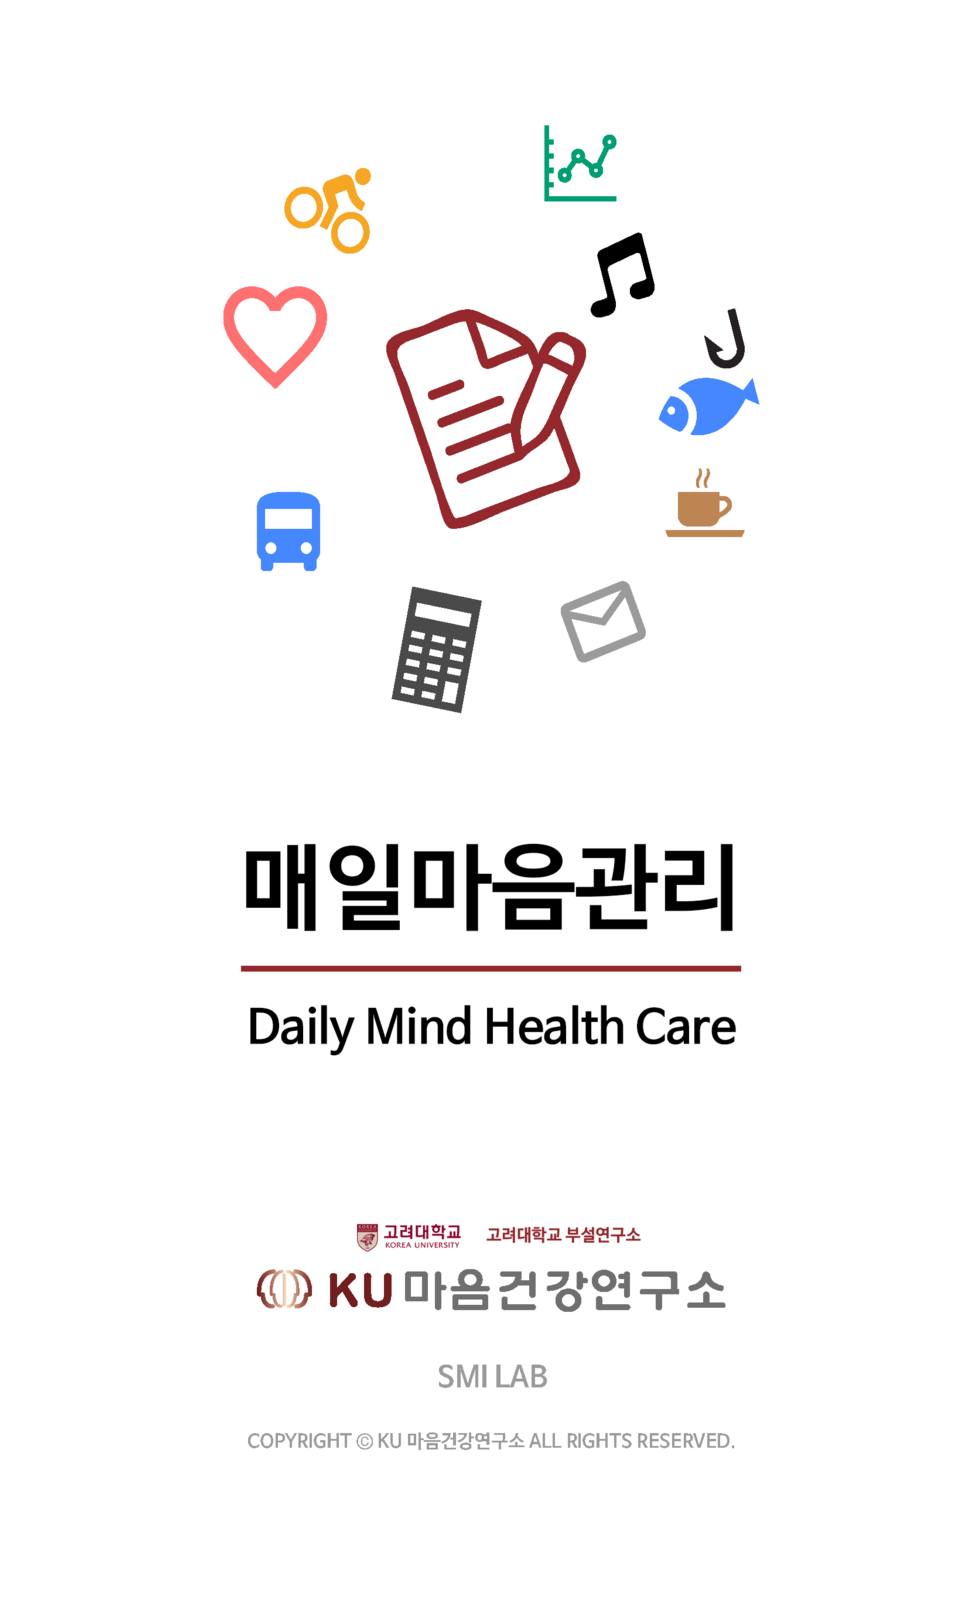 매일마음관리
Daily Mind Health Care
고려대학교 고려대학교 부설연구소
KOREA UNIVERSITY
KU 마음건강연구소
SMI LAB
COPYRIGHT © KU 마음건강연구소 ALL RIGHTS RESERVED.